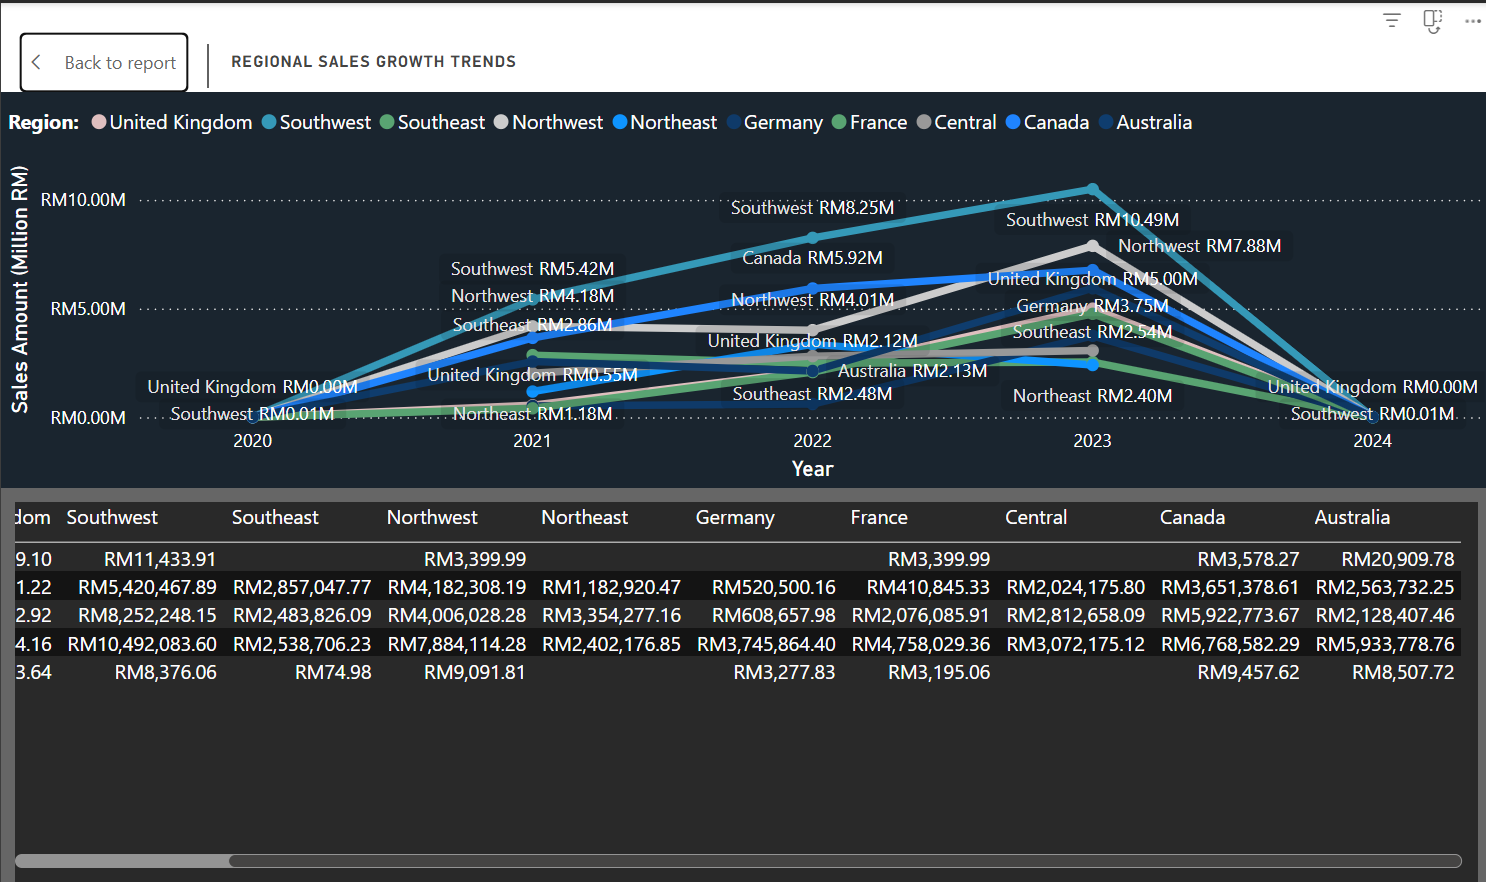 Back to report
REGIONAL SALES GROWTH TRENDS
Region: United Kingdom Southwest Southeast Northwest Northeast Germany France Central Canada Australia
Sales Amount (Million RM)
RM10.00M
RM5.00M
RM0.00M
United Kingdom RM0.00M
Southwest RM0.01M
Southwest RM5.42M
Northwest RM4.18M
Southeast RM2.86M
United Kingdom RM0.55M
Northeast RM1.18M
Southwest RM8.25M
Canada RM5.92M
Northwest RM4.01M
United Kingdom RM2.12M
Australia RM2.13M
Southeast RM2.48M
Southwest RM10.49M
Northwest RM7.88M
United Kingdom RM5.00M
Germany RM3.75M
Southeast RM2.54M
Northeast RM2.40M
United Kingdom RM0.00M
Southwest RM0.01M
2020 2021 2022 2023 2024
Year
dom Southwest Southeast Northwest Northeast Germany France Central Canada Australia
9.10 RM11,433.91 RM3,399.99 RM3,399.99 RM3,578.27 RM20,909.78
1.22 RM5,420,467.89 RM2,857,047.77 RM4,182,308.19 RM1,182,920.47 RM520,500.16 RM410,845.33 RM2,024,175.80 RM3,651,378.61 RM2,563,732.25
2.92 RM8,252,248.15 RM2,483,826.09 RM4,006,028.28 RM3,354,277.16 RM608,657.98 RM2,076,085.91 RM2,812,658.09 RM5,922,773.67 RM2,128,407.46
4.16 RM10,492,083.60 RM2,538,706.23 RM7,884,114.28 RM2,402,176.85 RM3,745,864.40 RM4,758,029.36 RM3,072,175.12 RM6,768,582.29 RM5,933,778.76
3.64 RM8,376.06 RM74.98 RM9,091.81 RM3,277.83 RM3,195.06 RM9,457.62 RM8,507.72